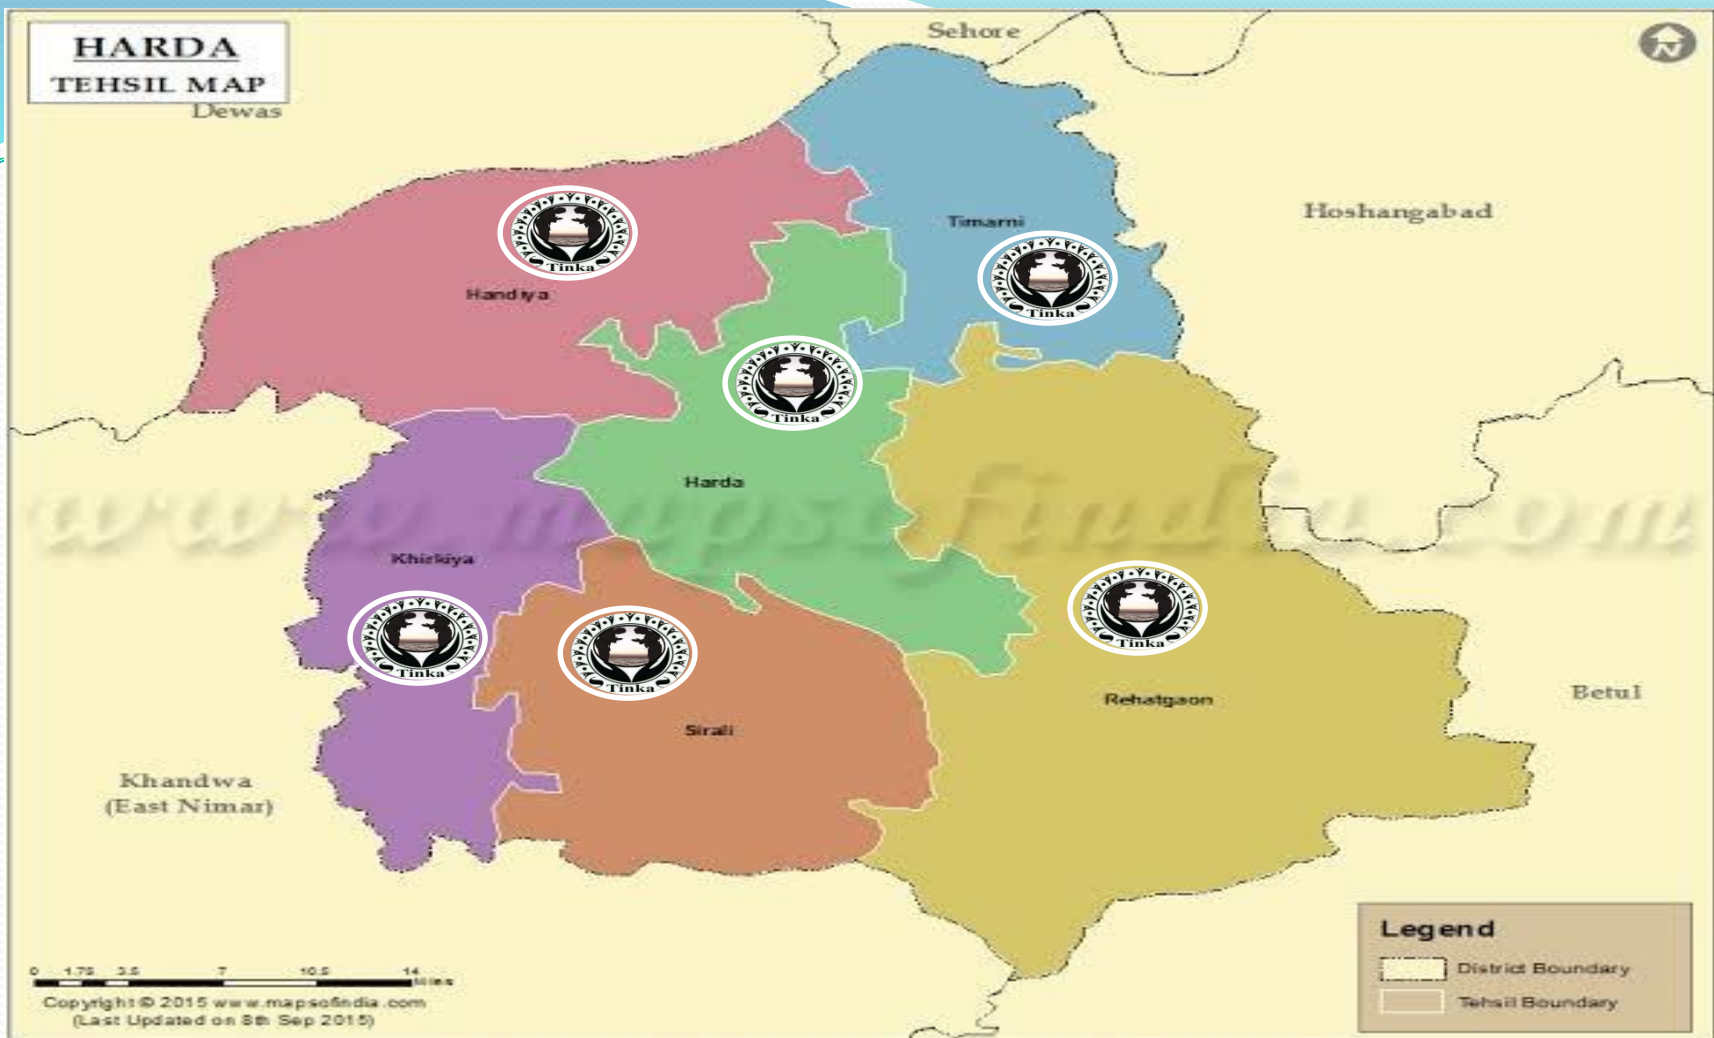 HARDA
TEHSIL MAP
Sehore
Dewas
Hoshangabad
Timarni
Tinka
Handiya
Tinka
Tinka
Harda
www.mapsofindia.com
Khirkiya
Tinka
Tinka
Tinka
Rehatgaon
Betul
Sirali
Khandwa
(East Nimar)
Legend
District Boundary
Tehsil Boundary
0 1.75 3.5 7 10.5 14
Miles
Copyright © 2015 www.mapsofindia.com
(Last Updated on 8th Sep 2015)
N